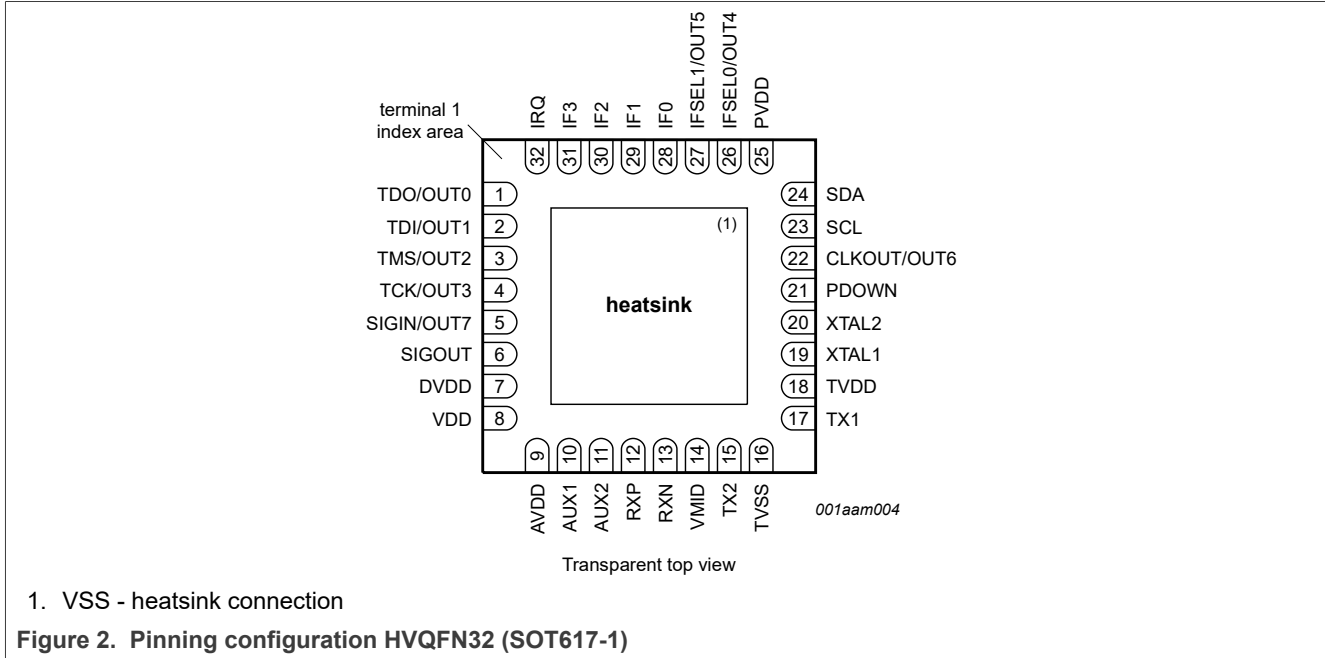 IRQ
IF3
IF2
IF1
IF0
IFSEL1/OUT5
IFSEL0/OUT4
PVDD
terminal 1
index area
32
31
30
29
28
27
26
25
TDO/OUT0 1
TDI/OUT1 2
TMS/OUT2 3
TCK/OUT3 4
SIGIN/OUT7 5
SIGOUT 6
DVDD 7
VDD 8
(1)
heatsink
24 SDA
23 SCL
22 CLKOUT/OUT6
21 PDOWN
20 XTAL2
19 XTAL1
18 TVDD
17 TX1
9
10
11
12
13
14
15
16
AVDD
AUX1
AUX2
RXP
RXN
VMID
TX2
TVSS
001aam004
Transparent top view
1. VSS - heatsink connection
Figure 2. Pinning configuration HVQFN32 (SOT617-1)